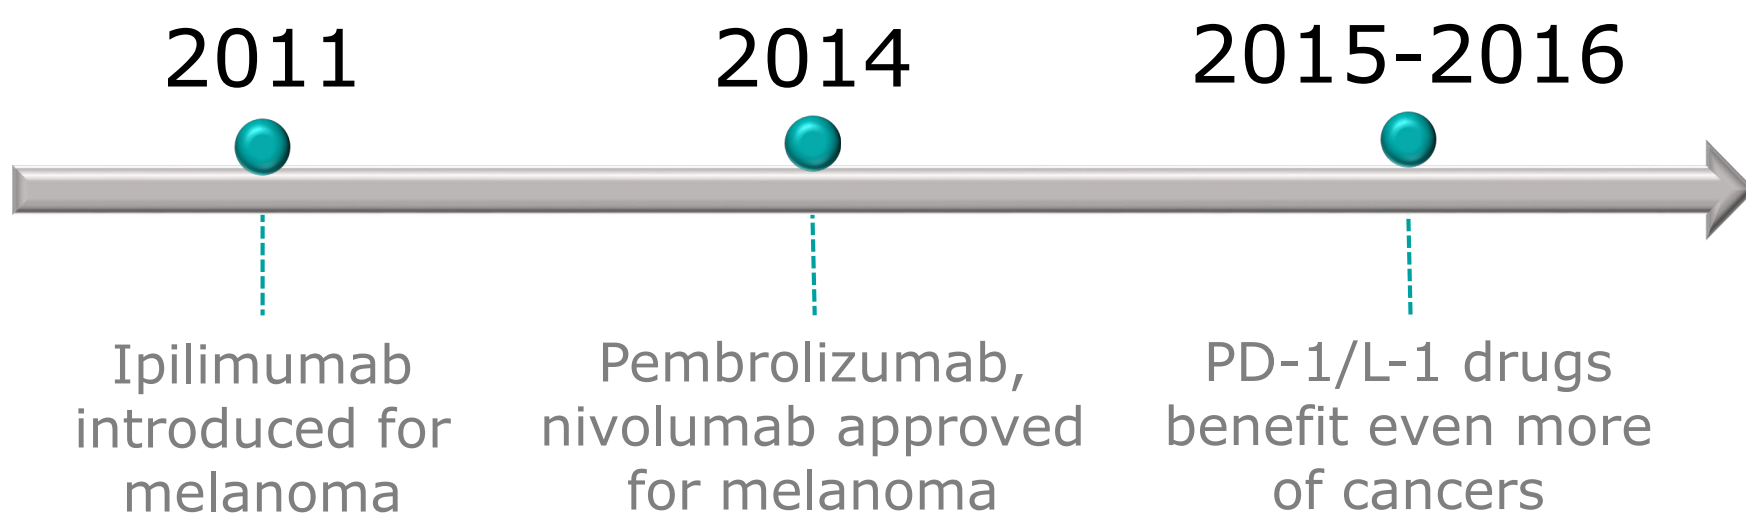 2011
Ipilimumab
introduced for
melanoma
2014
Pembrolizumab,
nivolumab approved
for melanoma
2015-2016
PD-1/L-1 drugs
benefit even more
of cancers